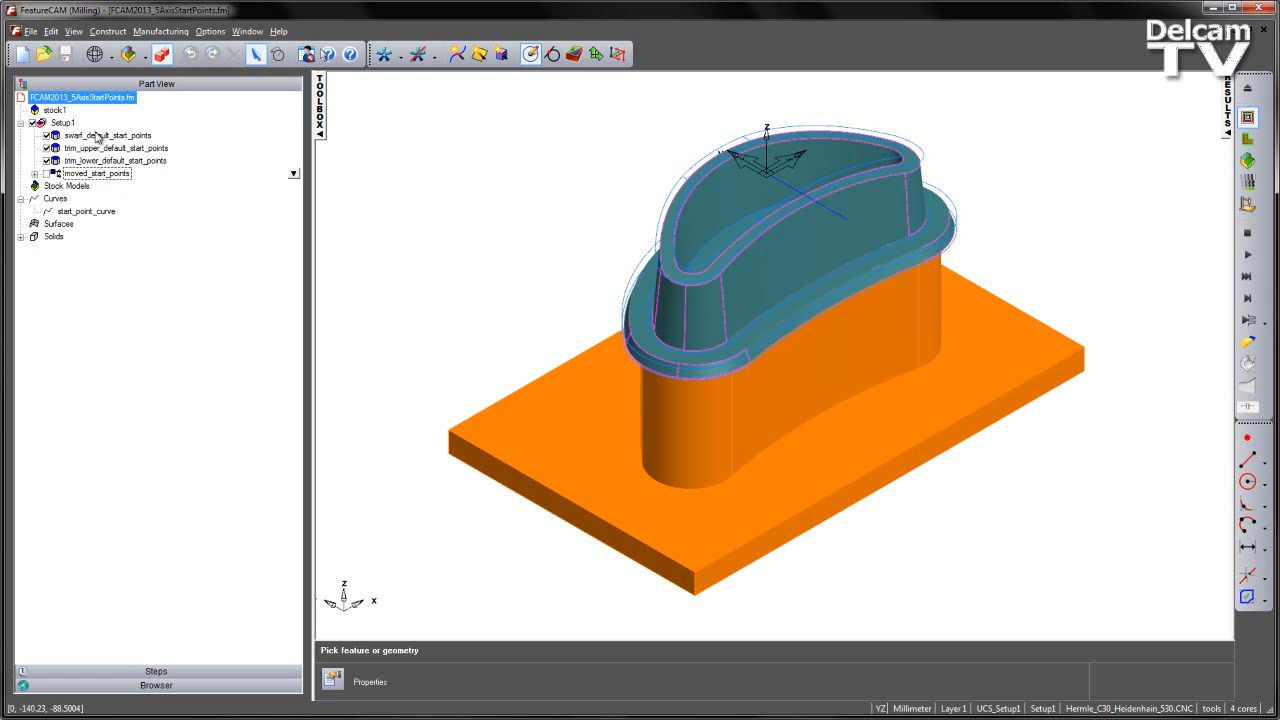 FeatureCAM (Milling) - [FCAM2013_5AxisStartPoints.fm]
File Edit View Construct Manufacturing Options Window Help
Delcam
TV
Part View
FCAM2013_5AxisStartPoints.fm
stock1
Setup1
swarf_default_start_points
trim_upper_default_start_points
trim_lower_default_start_points
moved_start_points
Stock Models
Curves
start_point_curve
Surfaces
Solids
Steps
Browser
TOOLBOX
RESULTS
Z
Z
X
Pick feature or geometry
Properties
[0, -140.23, -88.5004]
YZ Millimeter Layer1 UCS_Setup1 Setup1 Hermle_C30_Heidenhain_530.CNC tools 4 cores